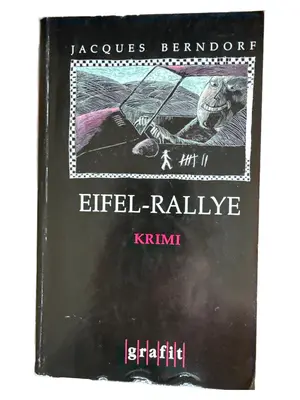 JACQUES BERNDORF
EIFEL-RALLYE
KRIMI
grafit